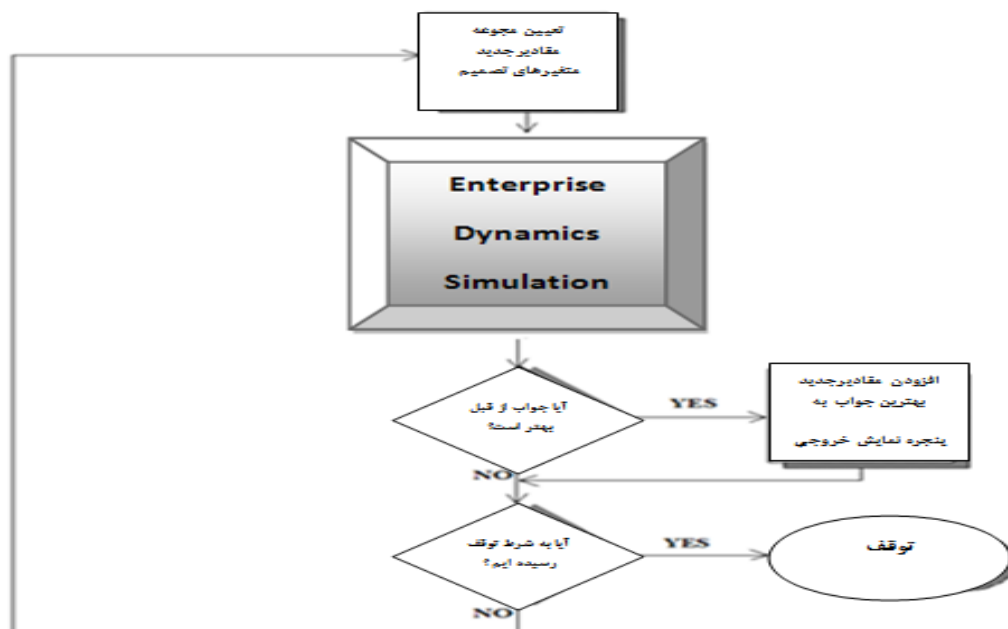 تعیین مجوعه
مقادیرجدید
متغیرهای تصمیم
Enterprise
Dynamics
Simulation
آیا جواب از قبل
بهتر است؟
YES
افزودن مقادیرجدید
بهترین جواب به
پنجره نمایش خروجی
NO
آیا به شرط توقف
رسیده ایم؟
YES
توقف
NO